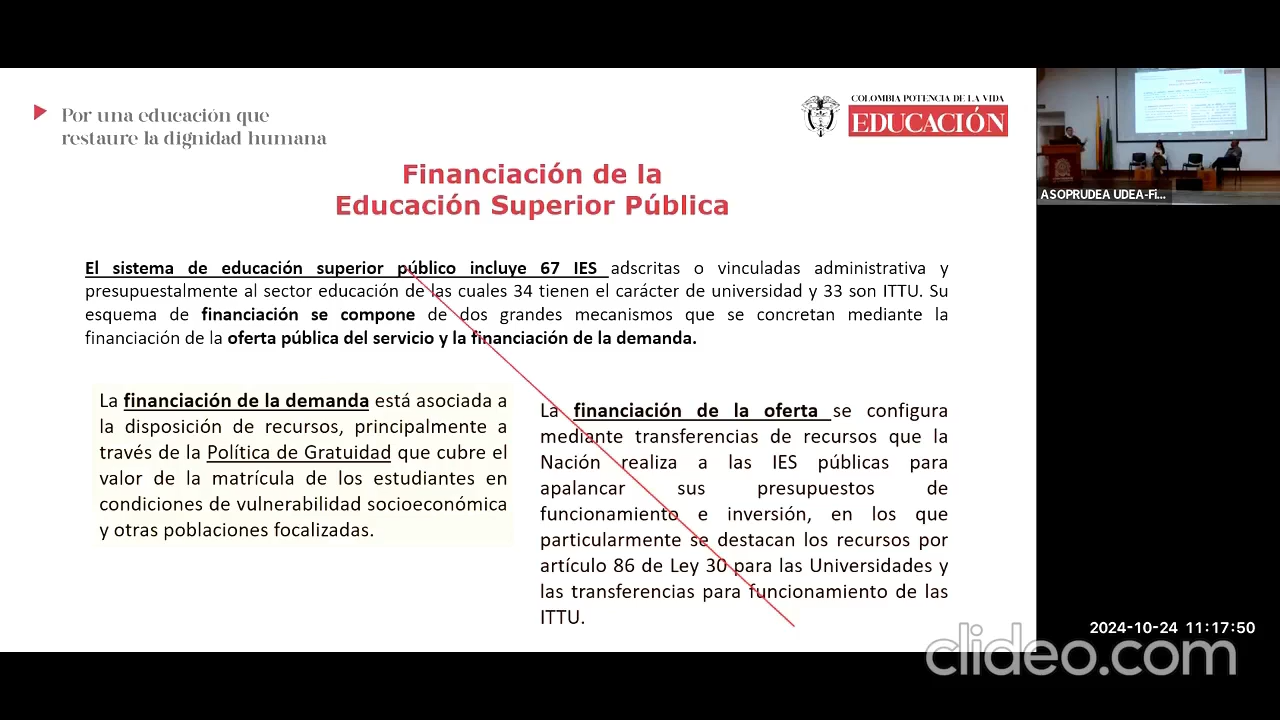 Por una educación que
restaure la dignidad humana
COLOMBIA POTENCIA DE LA VIDA
EDUCACIÓN
Financiación de la
Educación Superior Pública
El sistema de educación superior público incluye 67 IES adscritas o vinculadas administrativa y
presupuestalmente al sector educación de las cuales 34 tienen el carácter de universidad y 33 son ITTU. Su
esquema de financiación se compone de dos grandes mecanismos que se concretan mediante la
financiación de la oferta pública del servicio y la financiación de la demanda.
La financiación de la demanda está asociada a
la disposición de recursos, principalmente a
través de la Política de Gratuidad que cubre el
valor de la matrícula de los estudiantes en
condiciones de vulnerabilidad socioeconómica
y otras poblaciones focalizadas.
La financiación de la oferta se configura
mediante transferencias de recursos que la
Nación realiza a las IES públicas para
apalancar sus presupuestos de
funcionamiento e inversión, en los que
particularmente se destacan los recursos por
artículo 86 de Ley 30 para las Universidades y
las transferencias para funcionamiento de las
ITTU.
ASOPRUDEA UDEA-Fi...
2024-10-24 11:17:50
clideo.com